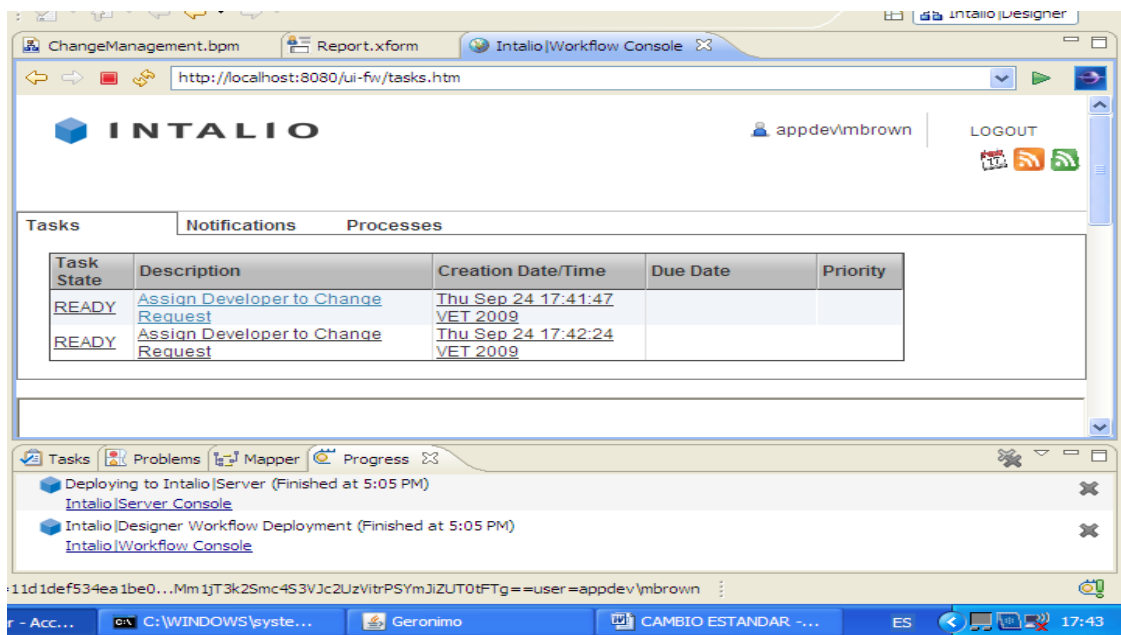 Intalio|Designer
ChangeManagement.bpm Report.xform Intalio|Workflow Console
http://localhost:8080/ui-fw/tasks.htm
INTALIO
appdev\mbrown LOGOUT
Tasks Notifications Processes
Task State Description Creation Date/Time Due Date Priority
READY Assign Developer to Change Request Thu Sep 24 17:41:47 VET 2009
READY Assign Developer to Change Request Thu Sep 24 17:42:24 VET 2009
Tasks Problems Mapper Progress
Deploying to Intalio|Server (Finished at 5:05 PM)
Intalio|Server Console
Intalio|Designer Workflow Deployment (Finished at 5:05 PM)
Intalio|Workflow Console
=user=appdev\mbrown
r - Acc... C:\WINDOWS\syste... Geronimo CAMBIO ESTANDAR -... ES 17:43